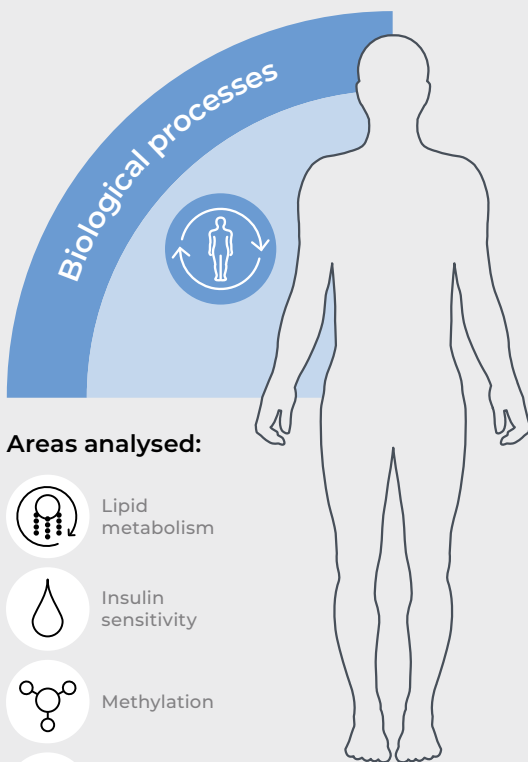 Biological processes
Areas analysed:
Lipid
metabolism
Insulin
sensitivity
Methylation